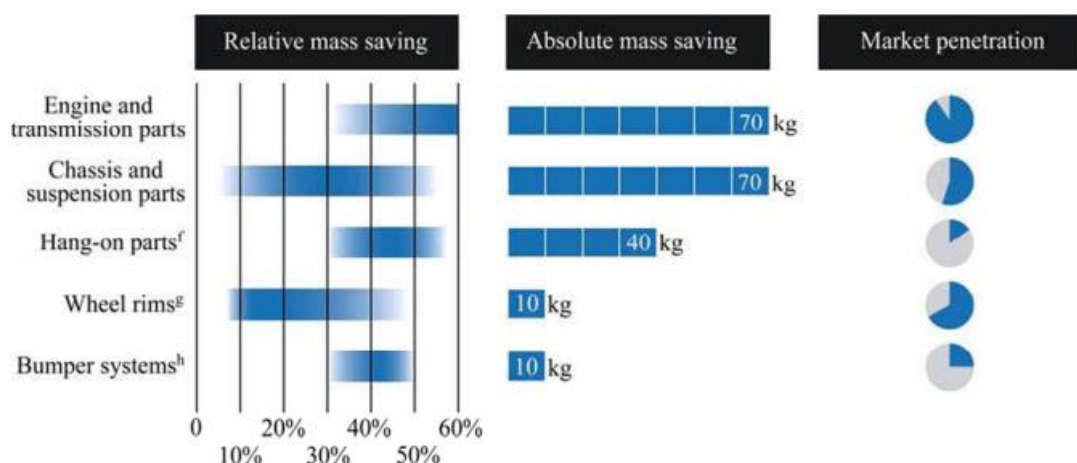 Relative mass saving
Absolute mass saving
Market penetration
Engine and
transmission parts
70 kg
Chassis and
suspension parts
70 kg
Hang-on partsᶠ
40 kg
Wheel rimsᵍ
10 kg
Bumper systemsʰ
10 kg
0
20%
40%
60%
10%
30%
50%